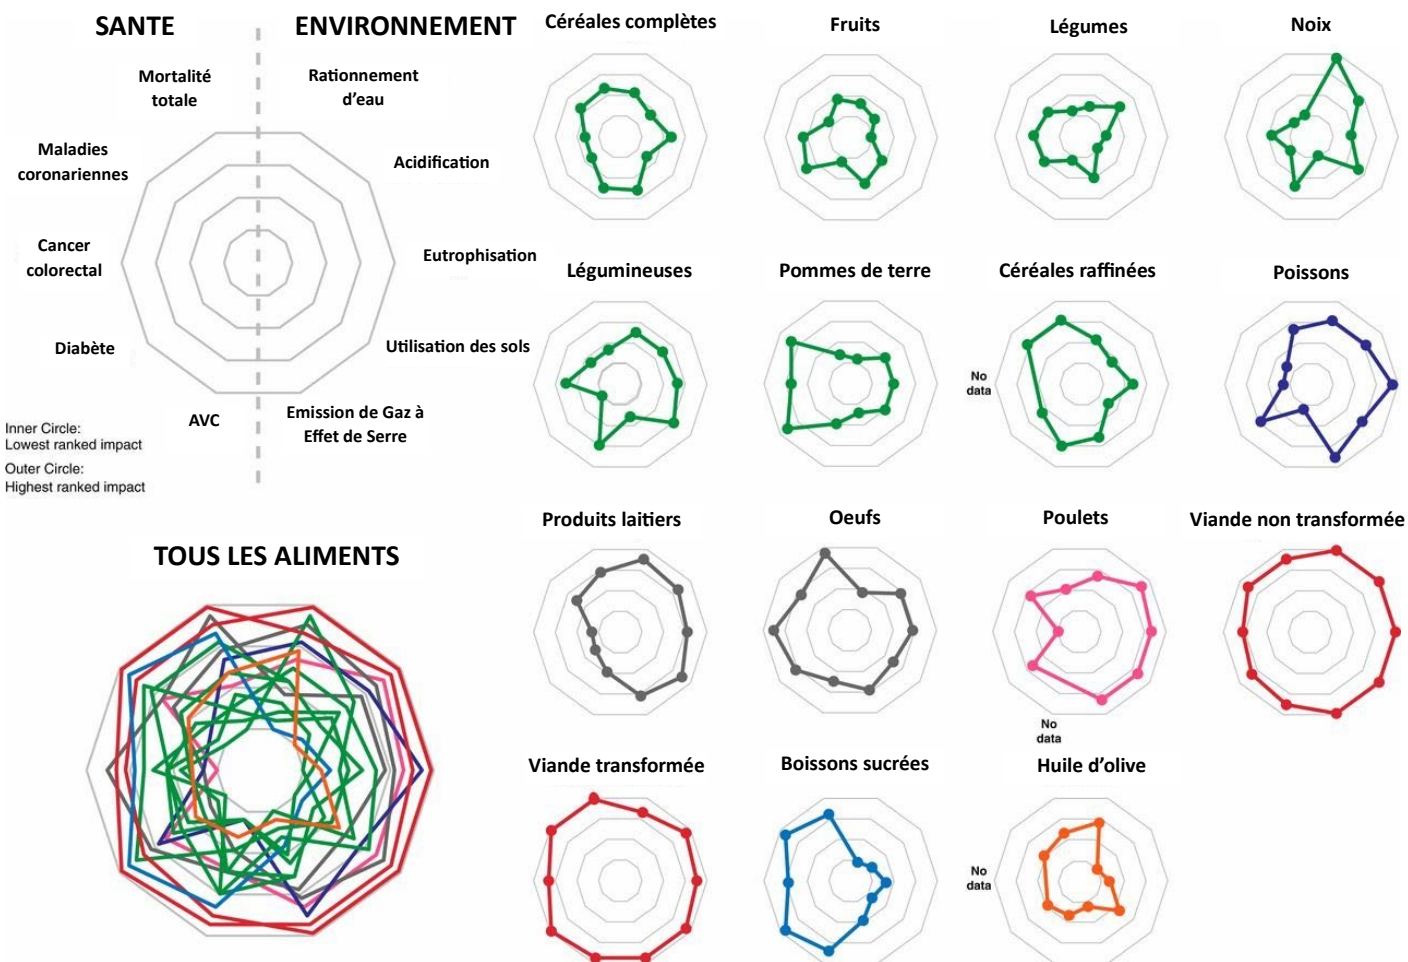 SANTE
ENVIRONNEMENT
Mortalité
totale
Rationnement
d'eau
Maladies
coronariennes
Acidification
Cancer
colorectal
Eutrophisation
Diabète
Utilisation des sols
AVC
Emission de Gaz à
Effet de Serre
Inner Circle:
Lowest ranked impact
Outer Circle:
Highest ranked impact
TOUS LES ALIMENTS
Céréales complètes
Fruits
Légumes
Noix
Légumineuses
Pommes de terre
Céréales raffinées
No
data
Poissons
Produits laitiers
Oeufs
Poulets
No
data
Viande non transformée
Viande transformée
Boissons sucrées
Huile d'olive
No
data